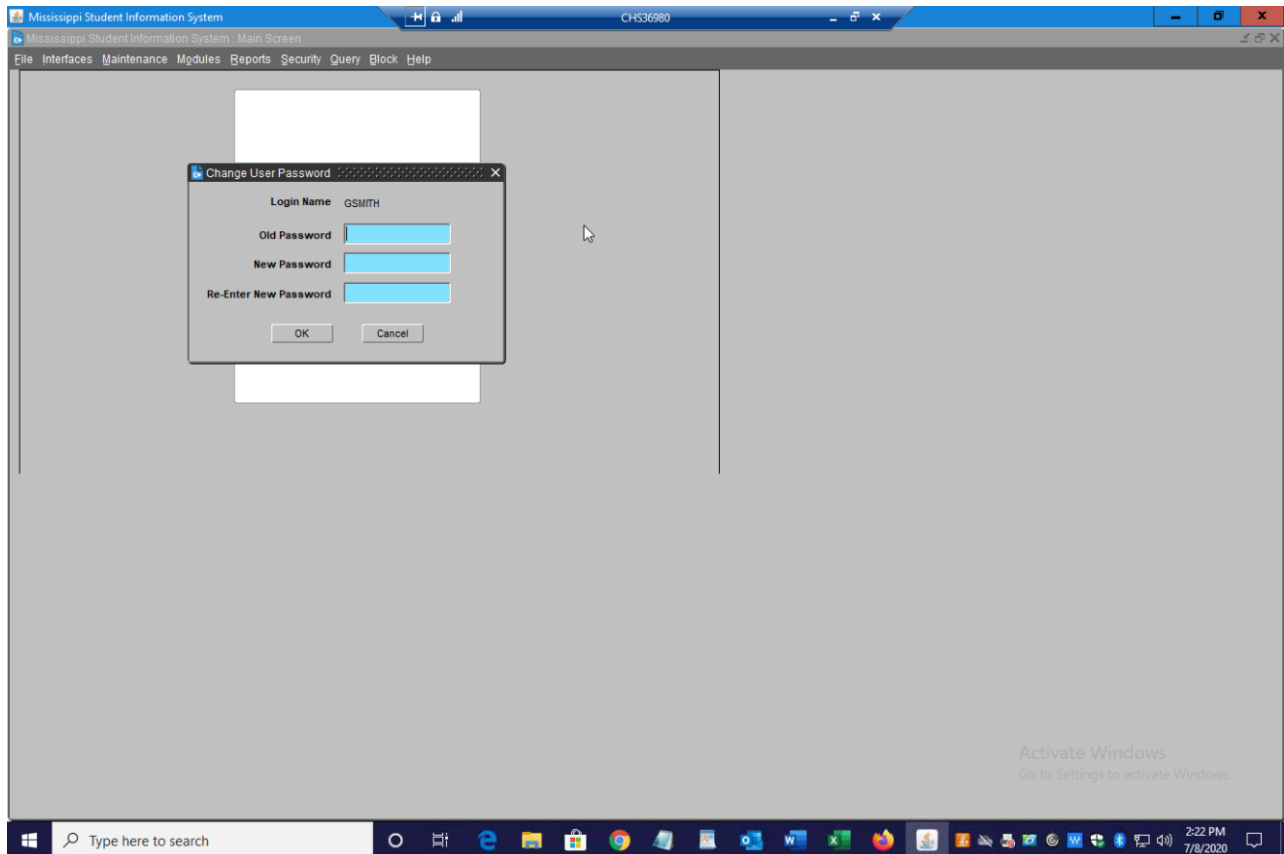 Mississippi Student Information System
CHS36980
Mississippi Student Information System : Main Screen
File Interfaces Maintenance Modules Reports Security Query Block Help
Change User Password
Login Name GSMITH
Old Password
New Password
Re-Enter New Password
OK Cancel
Activate Windows
Go to Settings to activate Windows.
Type here to search
2:22 PM
7/8/2020